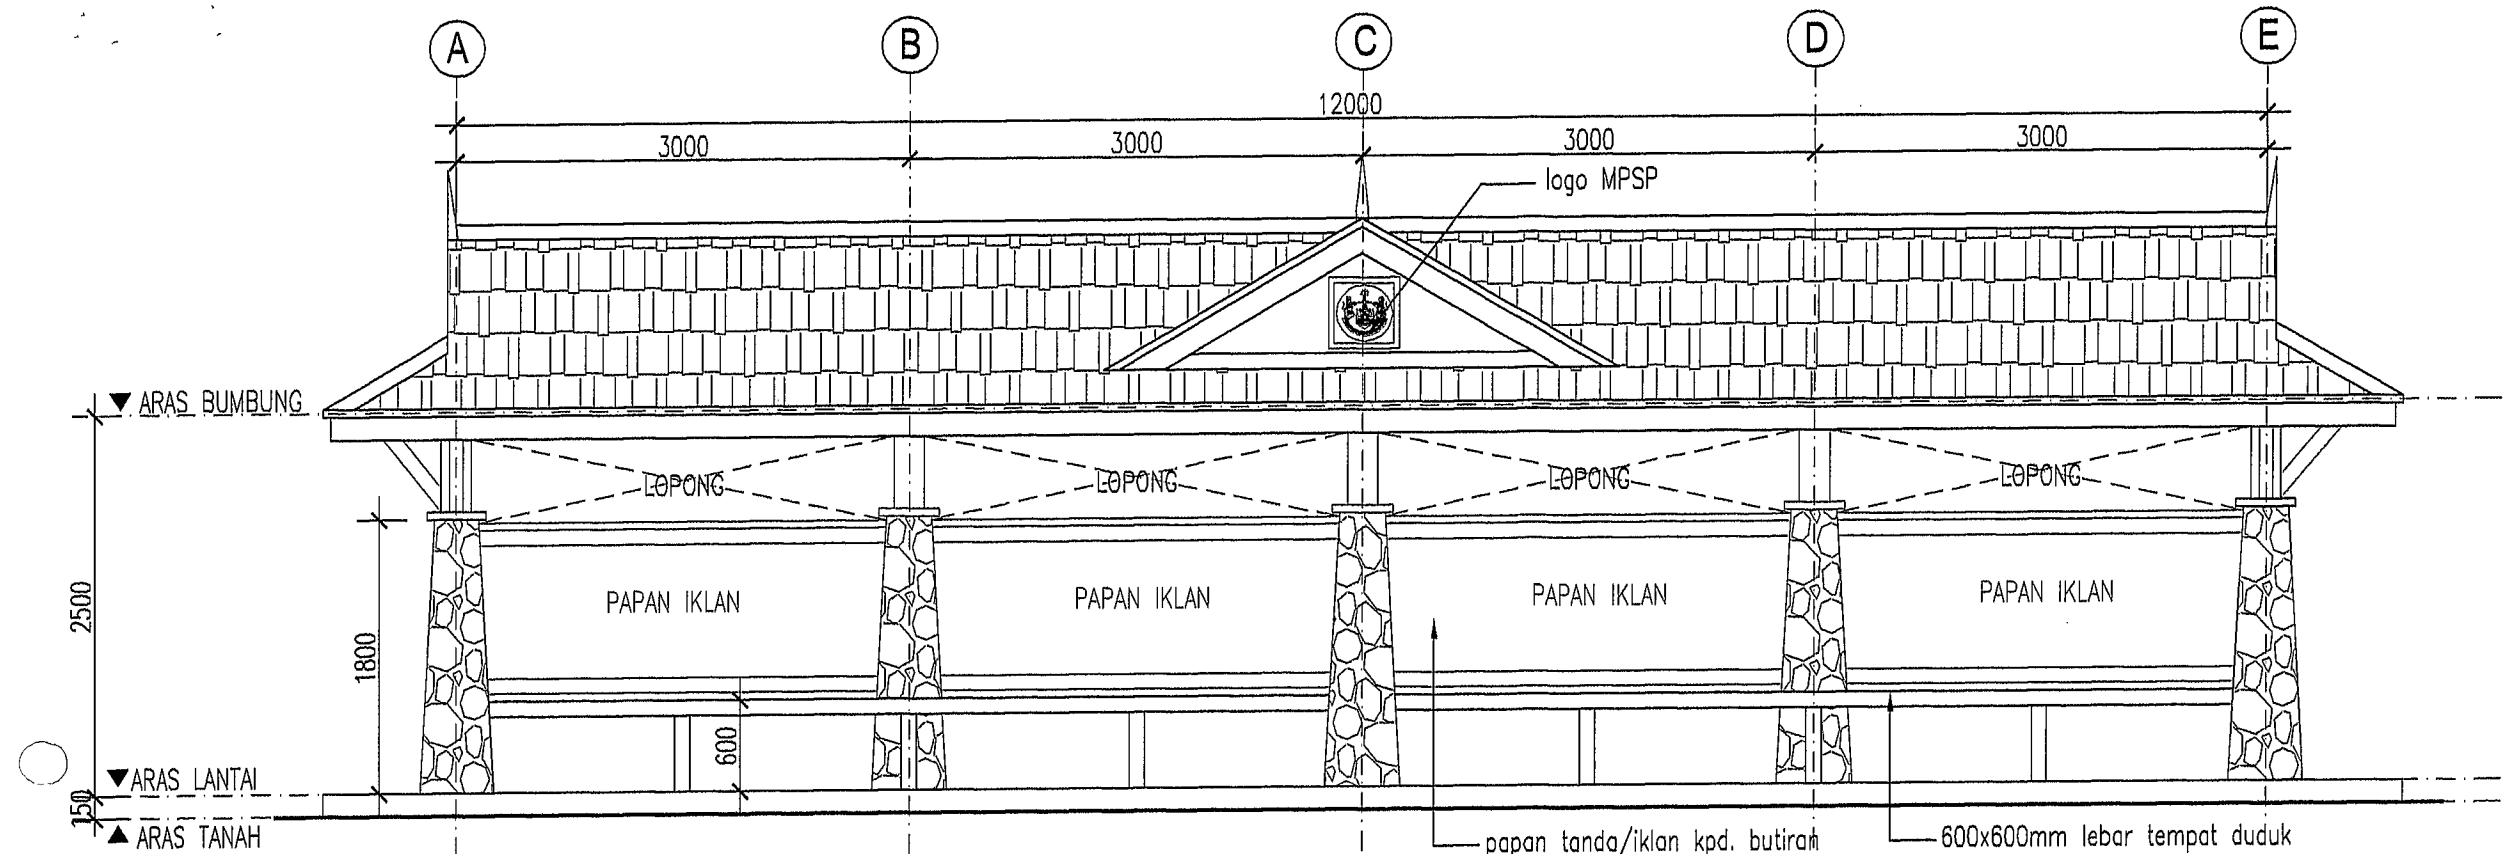 A B C D E
12000
3000 3000 3000 3000
logo MPSP
ARAS BUMBUNG
LOPONG LOPONG LOPONG LOPONG
PAPAN IKLAN PAPAN IKLAN PAPAN IKLAN PAPAN IKLAN
2500
1800
600
ARAS LANTAI
150
ARAS TANAH
papan tanda/iklan kpd. butiran
600x600mm lebar tempat duduk